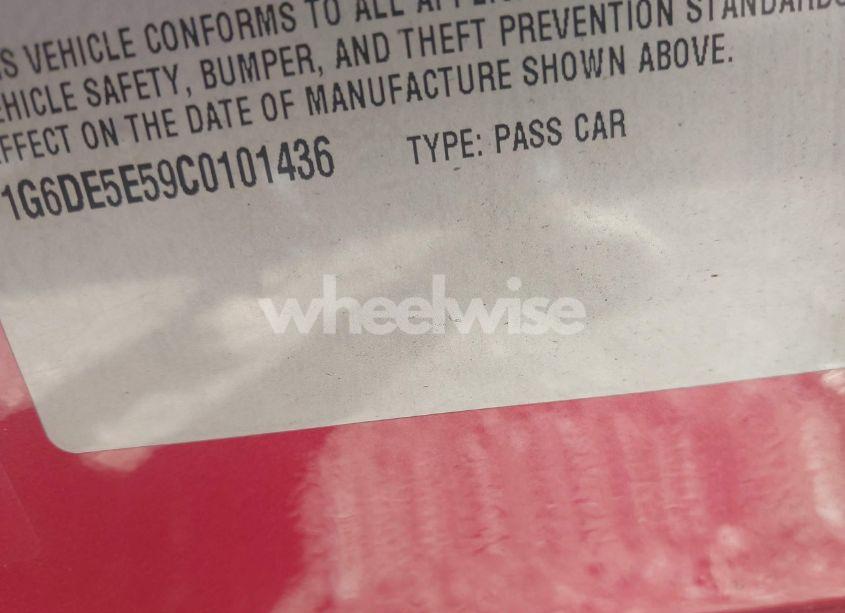 VEHICLE CONFORMS TO ALL
VEHICLE SAFETY, BUMPER, AND THEFT PREVENTION STANDARDS
EFFECT ON THE DATE OF MANUFACTURE SHOWN ABOVE.
1G6DE5E59C0101436 TYPE: PASS CAR
wheelwise